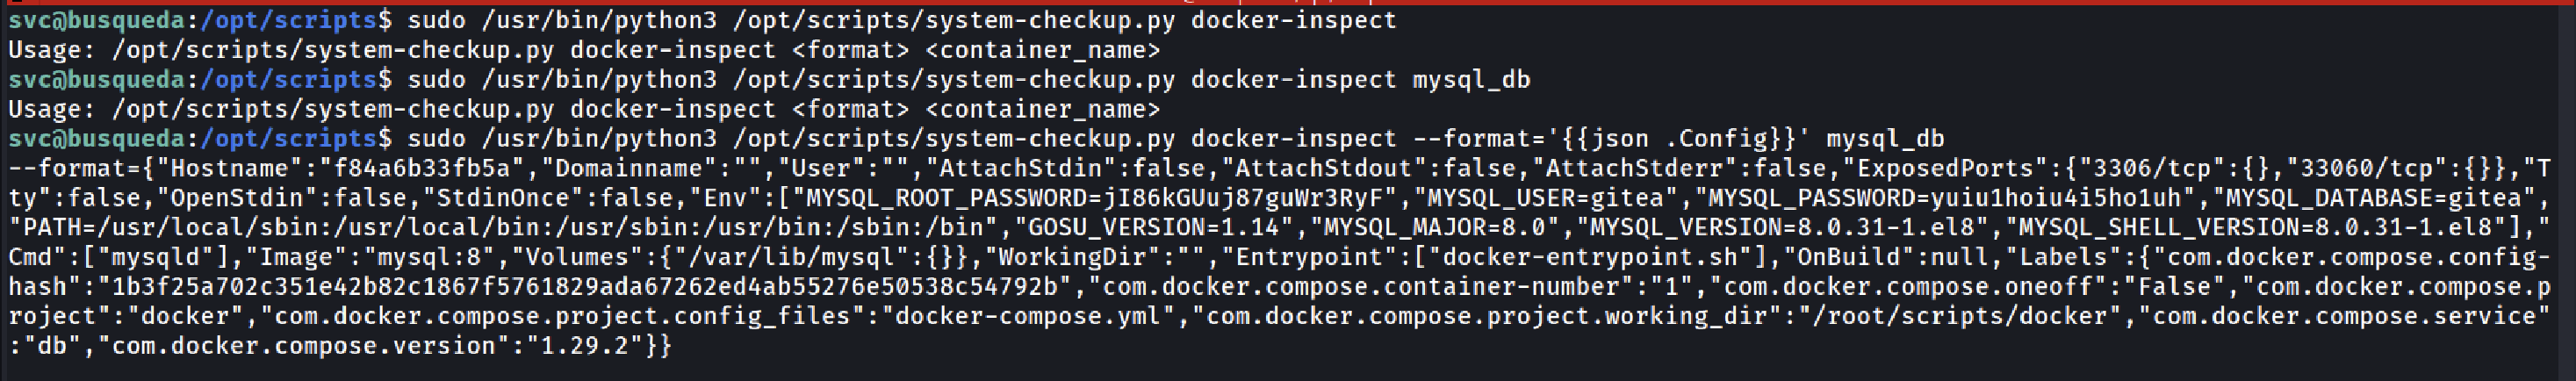 svc@busqueda:/opt/scripts$ sudo /usr/bin/python3 /opt/scripts/system-checkup.py docker-inspect
Usage: /opt/scripts/system-checkup.py docker-inspect <format> <container_name>
svc@busqueda:/opt/scripts$ sudo /usr/bin/python3 /opt/scripts/system-checkup.py docker-inspect mysql_db
Usage: /opt/scripts/system-checkup.py docker-inspect <format> <container_name>
svc@busqueda:/opt/scripts$ sudo /usr/bin/python3 /opt/scripts/system-checkup.py docker-inspect --format='{{json .Config}}' mysql_db
--format={"Hostname":"f84a6b33fb5a","Domainname":"","User":"","AttachStdin":false,"AttachStdout":false,"AttachStderr":false,"ExposedPorts":{"3306/tcp":{},"33060/tcp":{}},"T
ty":false,"OpenStdin":false,"StdinOnce":false,"Env":["MYSQL_ROOT_PASSWORD=jI86kGUuj87guWr3RyF","MYSQL_USER=gitea","MYSQL_PASSWORD=yuiu1hoiu4i5ho1uh","MYSQL_DATABASE=gitea",
"PATH=/usr/local/sbin:/usr/local/bin:/usr/sbin:/usr/bin:/sbin:/bin","GOSU_VERSION=1.14","MYSQL_MAJOR=8.0","MYSQL_VERSION=8.0.31-1.el8","MYSQL_SHELL_VERSION=8.0.31-1.el8"],"
Cmd":["mysqld"],"Image":"mysql:8","Volumes":{"/var/lib/mysql":{}},"WorkingDir":"","Entrypoint":["docker-entrypoint.sh"],"OnBuild":null,"Labels":{"com.docker.compose.config-
hash":"1b3f25a702c351e42b82c1867f5761829ada67262ed4ab55276e50538c54792b","com.docker.compose.container-number":"1","com.docker.compose.oneoff":"False","com.docker.compose.p
roject":"docker","com.docker.compose.project.config_files":"docker-compose.yml","com.docker.compose.project.working_dir":"/root/scripts/docker","com.docker.compose.service"
:"db","com.docker.compose.version":"1.29.2"}}